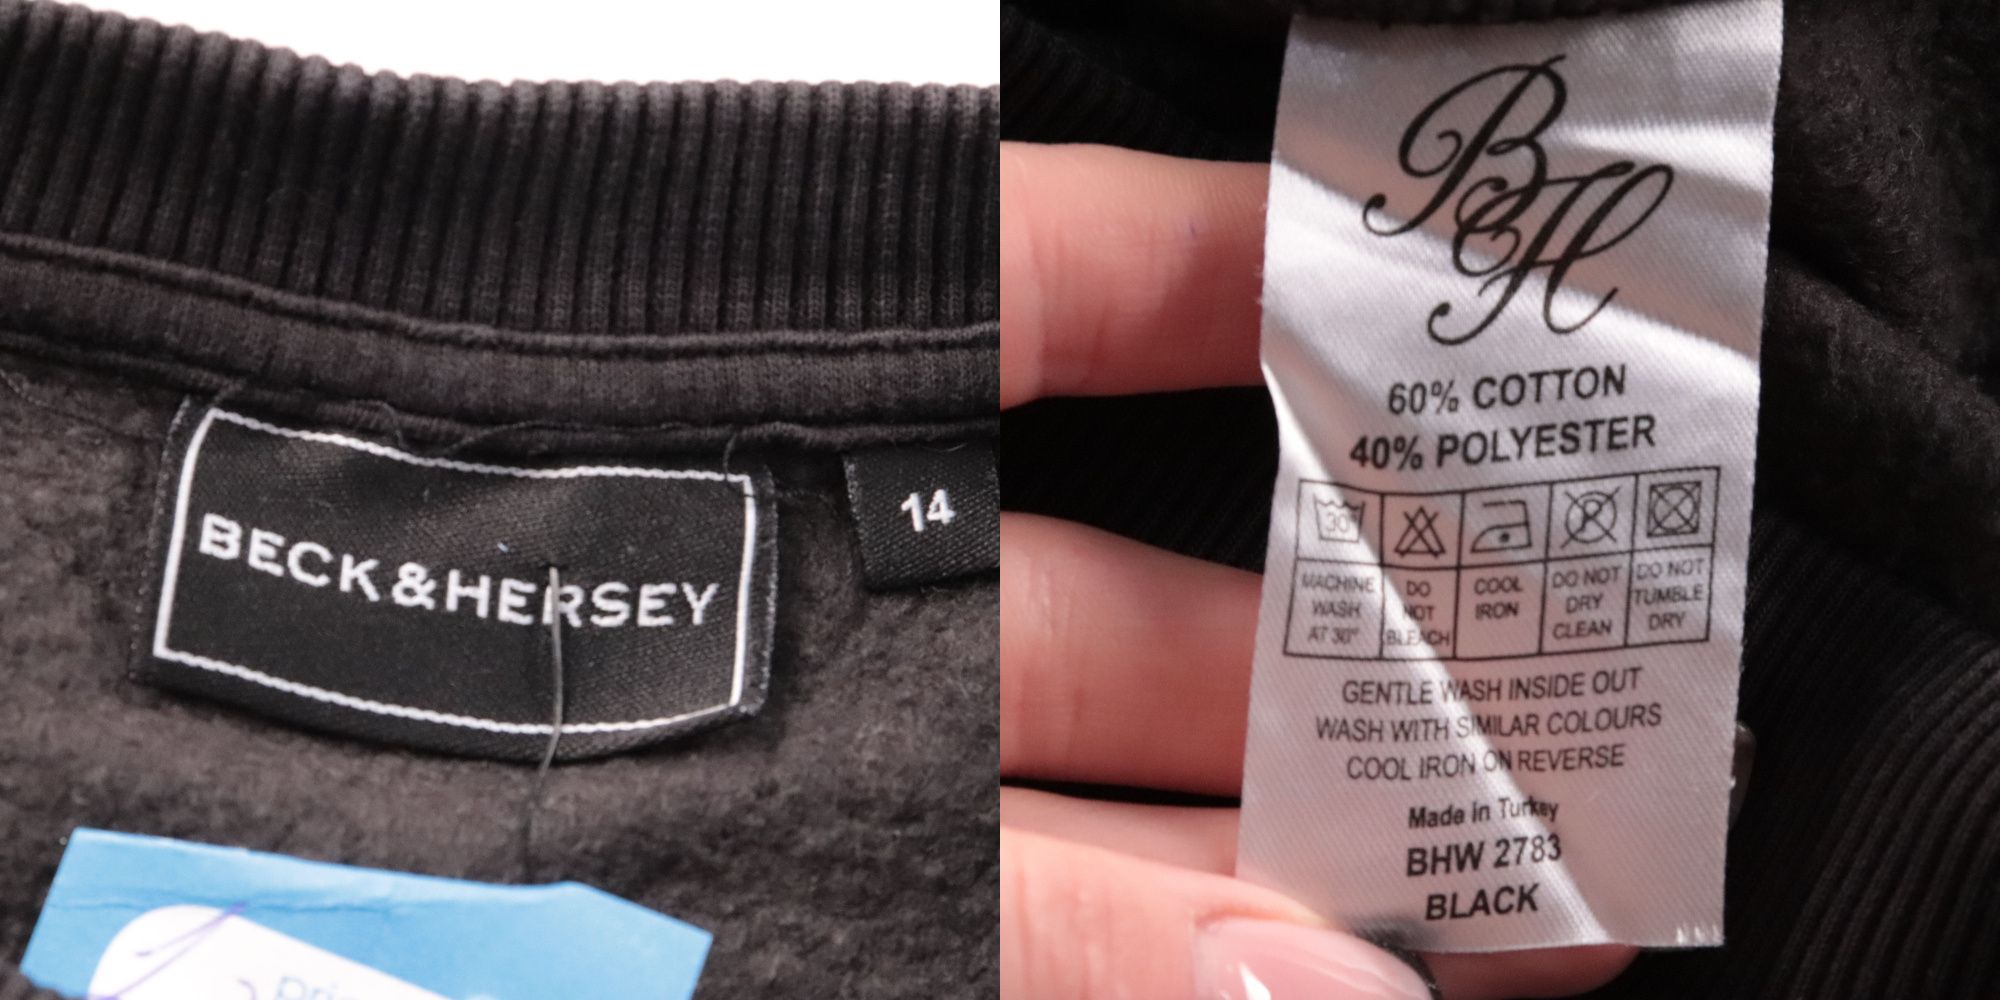 BECK&HERSEY
14
BH
60% COTTON
40% POLYESTER
30
P
MACHINE WASH AT 30°
DO NOT BLEACH
COOL IRON
DO NOT DRY CLEAN
DO NOT TUMBLE DRY
GENTLE WASH INSIDE OUT
WASH WITH SIMILAR COLOURS
COOL IRON ON REVERSE
Made in Turkey
BHW 2783
BLACK